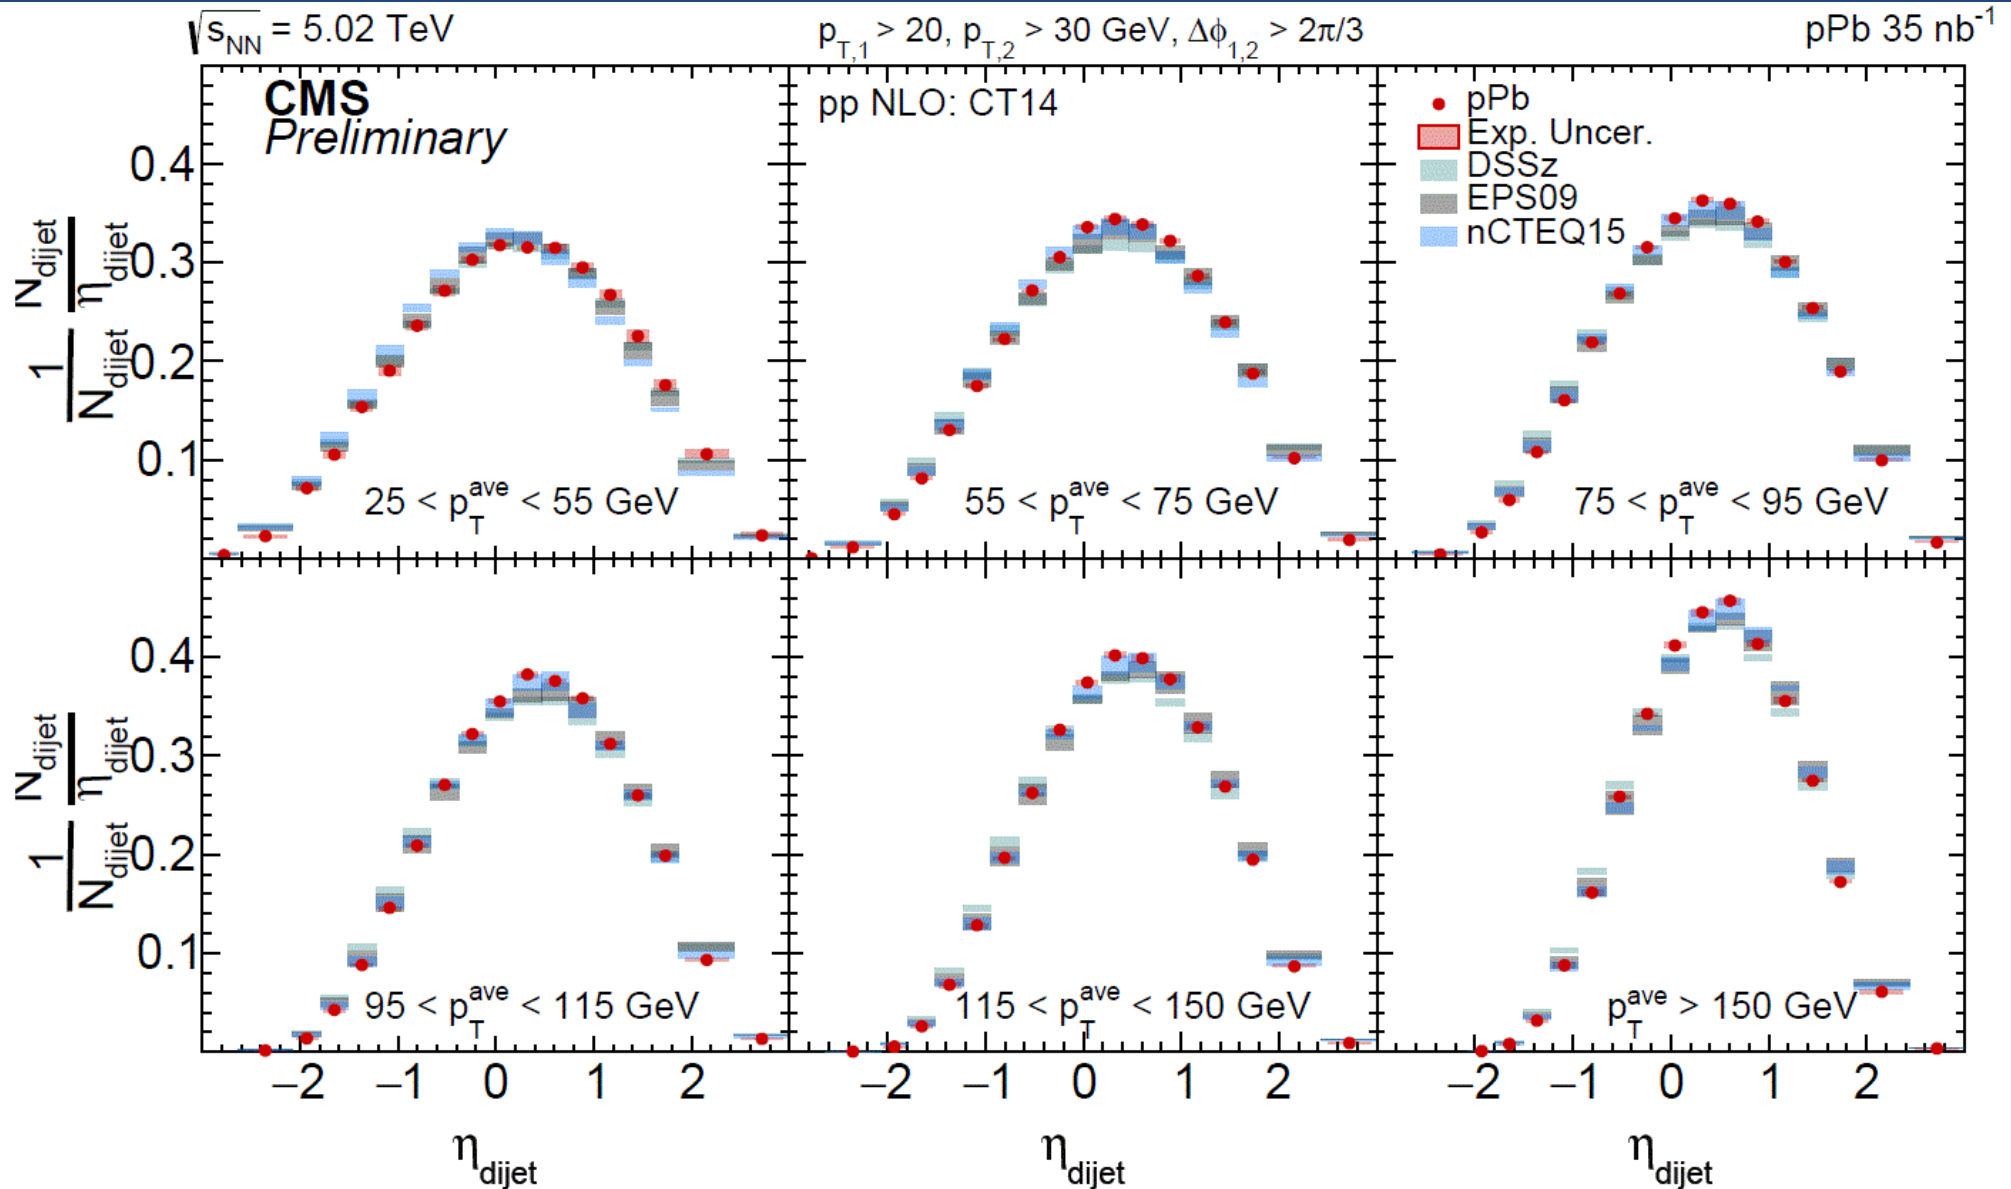 √s_NN = 5.02 TeV
p_T,1 > 20, p_T,2 > 30 GeV, Δϕ_1,2 > 2π/3
pPb 35 nb^-1
CMS
Preliminary
pp NLO: CT14
pPb
Exp. Uncer.
DSSz
EPS09
nCTEQ15
1/N_dijet N_dijet/η_dijet
0.4
0.3
0.2
0.1
25 < p_T^ave < 55 GeV
55 < p_T^ave < 75 GeV
75 < p_T^ave < 95 GeV
1/N_dijet N_dijet/η_dijet
0.4
0.3
0.2
0.1
95 < p_T^ave < 115 GeV
115 < p_T^ave < 150 GeV
p_T^ave > 150 GeV
−2 −1 0 1 2
−2 −1 0 1 2
−2 −1 0 1 2
η_dijet
η_dijet
η_dijet